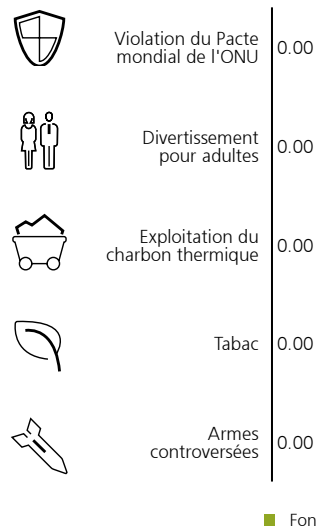 Violation du Pacte
mondial de l'ONU 0.00
Divertissement
pour adultes 0.00
Exploitation du
charbon thermique 0.00
Tabac 0.00
Armes
controversées 0.00
Fon